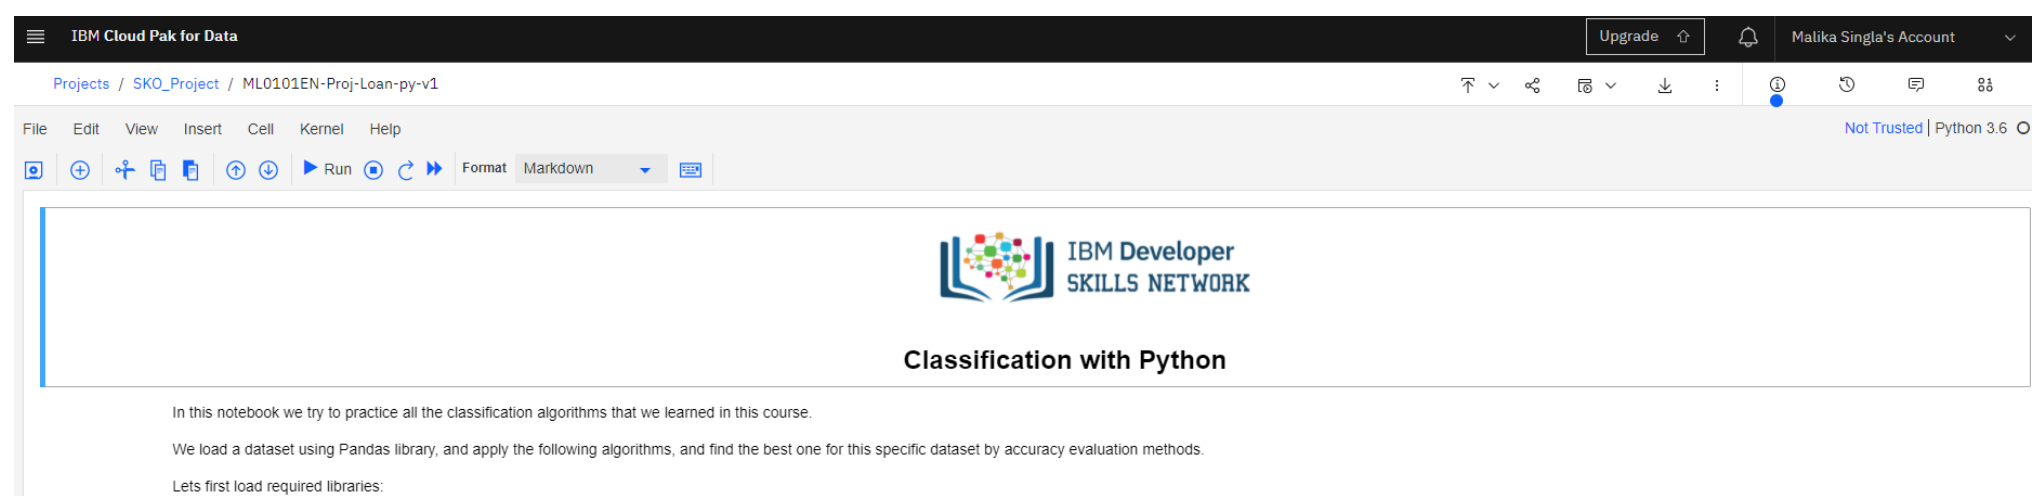 IBM Cloud Pak for Data Upgrade Malika Singla's Account
Projects / SKO_Project / ML0101EN-Proj-Loan-py-v1
File Edit View Insert Cell Kernel Help Not Trusted | Python 3.6
Run Format Markdown
IBM Developer
SKILLS NETWORK
Classification with Python
In this notebook we try to practice all the classification algorithms that we learned in this course.
We load a dataset using Pandas library, and apply the following algorithms, and find the best one for this specific dataset by accuracy evaluation methods.
Lets first load required libraries: